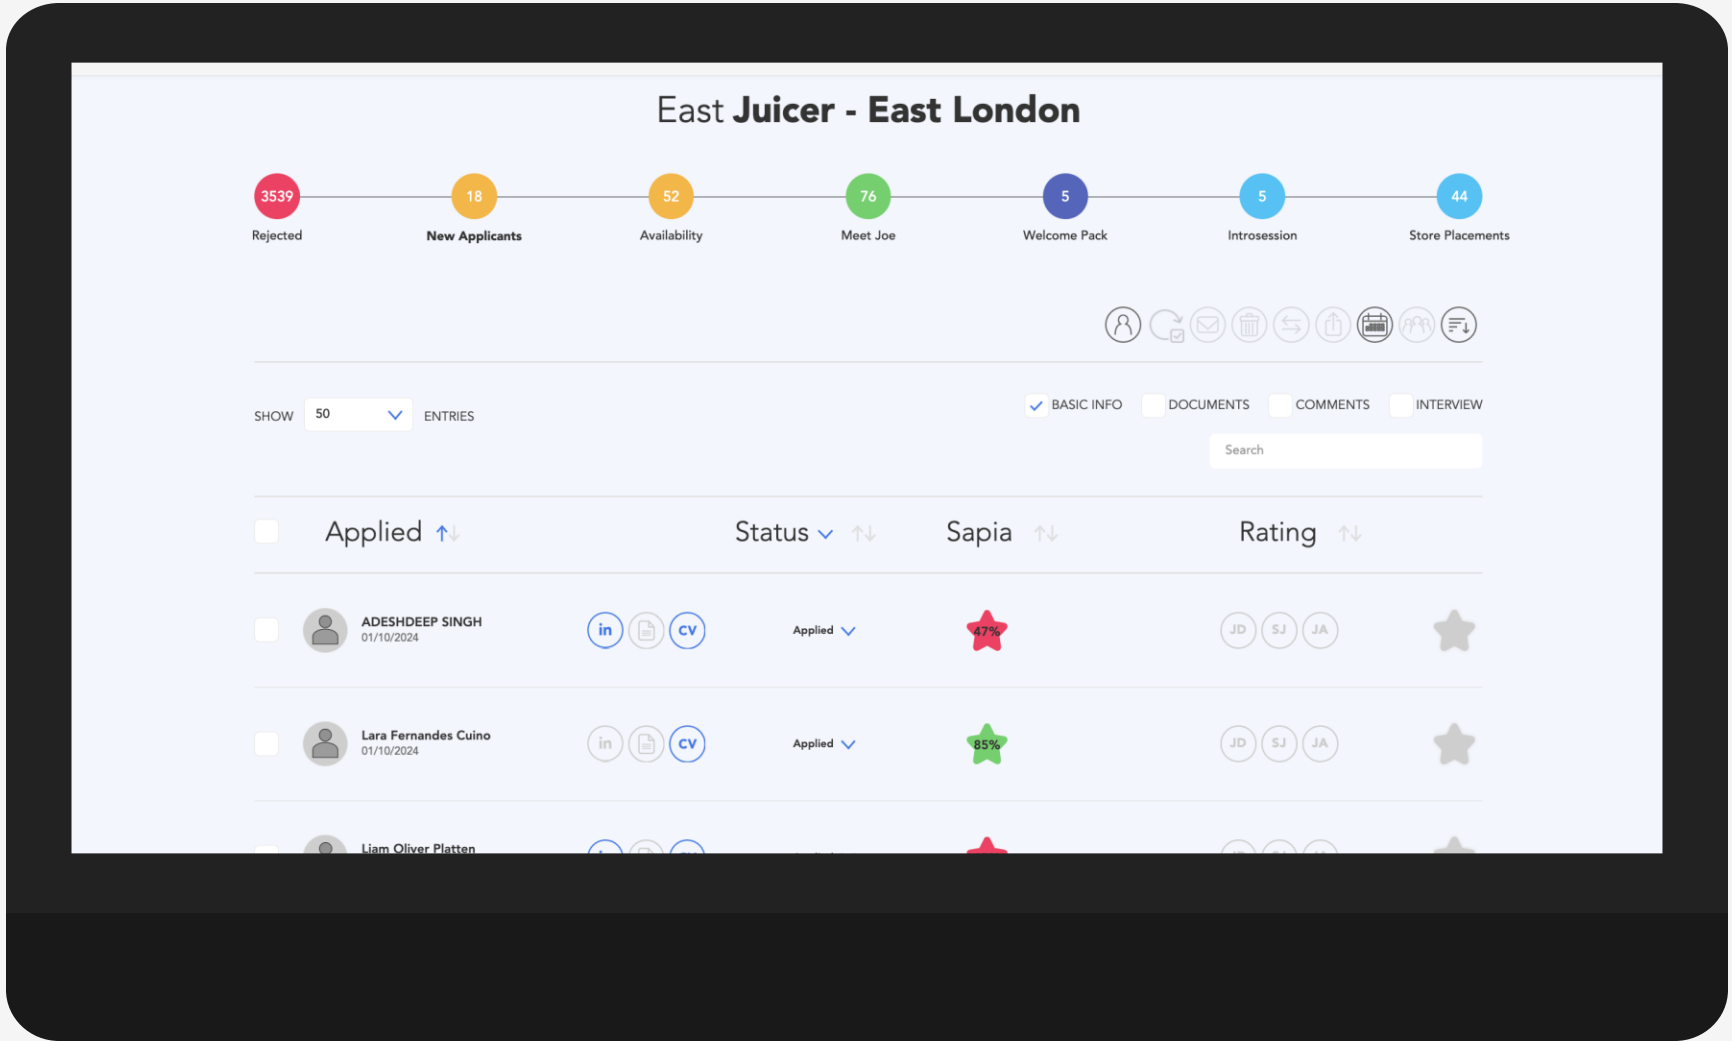 East Juicer - East London
3539 18 52 76 5 5 44
Rejected New Applicants Availability Meet Joe Welcome Pack Introsession Store Placements
BASIC INFO DOCUMENTS COMMENTS INTERVIEW
SHOW 50 ENTRIES
Search
Applied Status Sapia Rating
ADESHDEEP SINGH
01/10/2024
in CV Applied 47% JD SJ JA
Lara Fernandes Cuino
01/10/2024
in CV Applied 85% JD SJ JA
Liam Oliver Platten